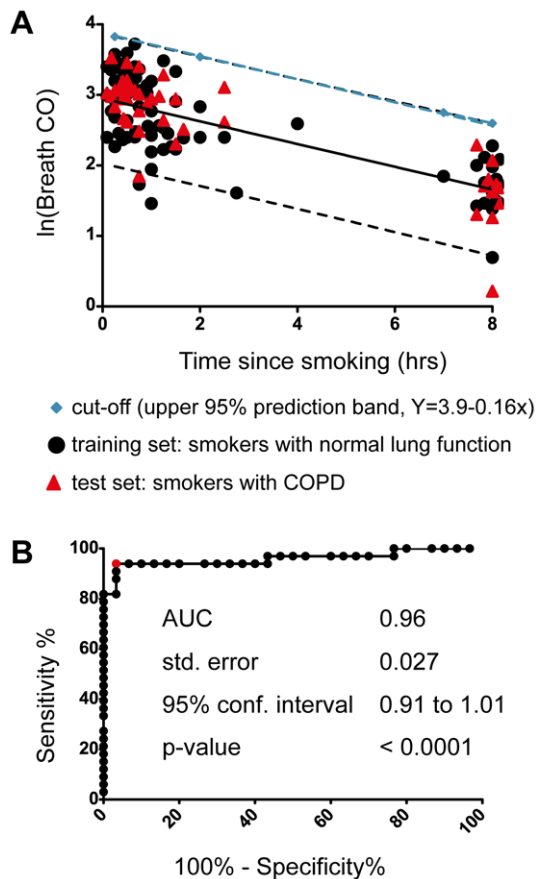 A
ln(Breath CO)
4
3
2
1
0
0
2
4
6
8
Time since smoking (hrs)
cut-off (upper 95% prediction band, Y=3.9-0.16x)
training set: smokers with normal lung function
test set: smokers with COPD
B
Sensitivity %
100
80
60
40
20
0
AUC 0.96
std. error 0.027
95% conf. interval 0.91 to 1.01
p-value < 0.0001
0
20
40
60
80
100
100% - Specificity%